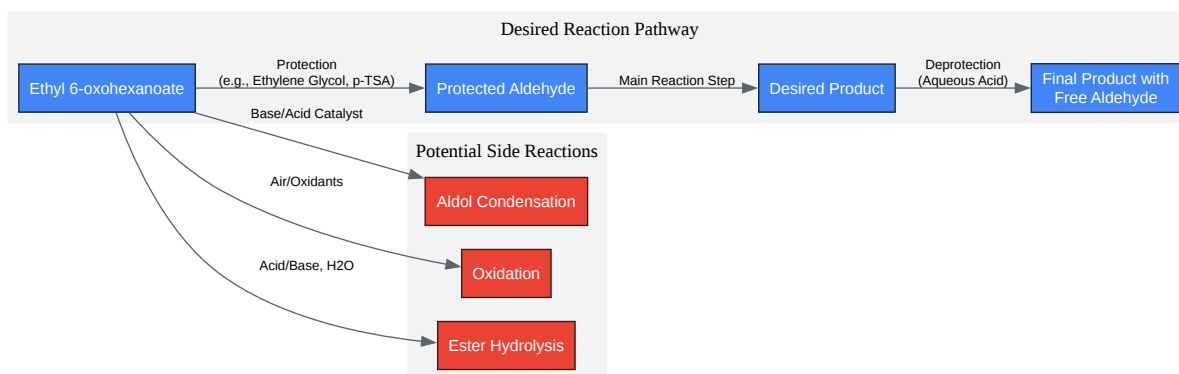 Desired Reaction Pathway
Ethyl 6-oxohexanoate
Protection
(e.g., Ethylene Glycol, p-TSA)
Protected Aldehyde
Main Reaction Step
Desired Product
Deprotection
(Aqueous Acid)
Final Product with
Free Aldehyde
Base/Acid Catalyst
Potential Side Reactions
Air/Oxidants
Aldol Condensation
Acid/Base, H2O
Oxidation
Ester Hydrolysis